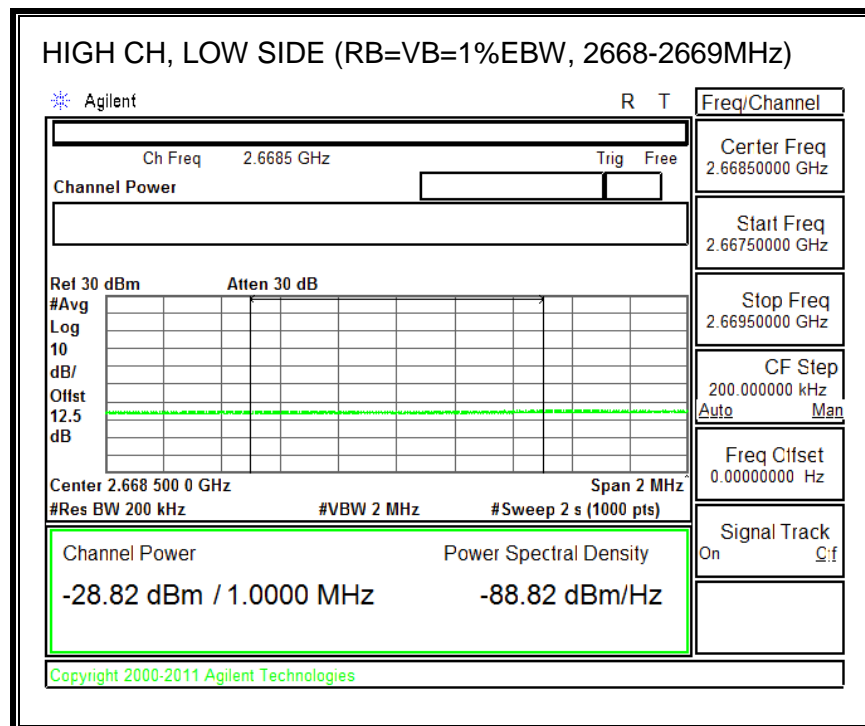 HIGH CH, LOW SIDE (RB=VB=1%EBW, 2668-2669MHz)
Agilent R T Freq/Channel
Ch Freq 2.6685 GHz Trig Free
Channel Power
Center Freq
2.66850000 GHz
Start Freq
2.66750000 GHz
Stop Freq
2.66950000 GHz
CF Step
200.000000 kHz
Auto Man
Freq Offset
0.00000000 Hz
Signal Track
On Off
Ref 30 dBm Atten 30 dB
#Avg
Log
10
dB/
Offst
12.5
dB
Center 2.668 500 0 GHz Span 2 MHz
#Res BW 200 kHz #VBW 2 MHz #Sweep 2 s (1000 pts)
Channel Power Power Spectral Density
-28.82 dBm / 1.0000 MHz -88.82 dBm/Hz
Copyright 2000-2011 Agilent Technologies